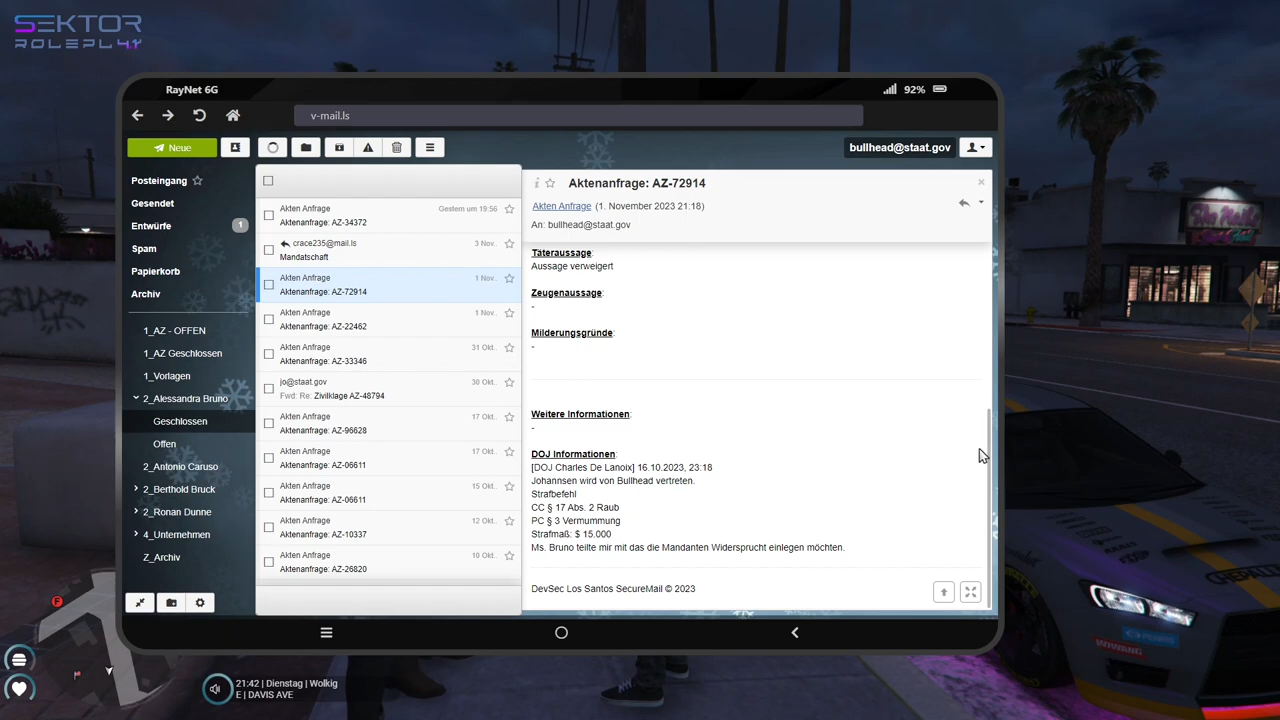 SEKTOR
ROLEPL4Y
RayNet 6G
92%
v-mail.ls
Neue
bullhead@staat.gov
Posteingang
Gesendet
Entwürfe
1
Spam
Papierkorb
Archiv
1_AZ - OFFEN
1_AZ Geschlossen
1_Vorlagen
2_Alessandra Bruno
Geschlossen
Offen
2_Antonio Caruso
2_Berthold Bruck
2_Ronan Dunne
4_Unternehmen
Z_Archiv
Akten Anfrage Gestern um 19:56
Aktenanfrage: AZ-34372
crace235@mail.ls 3 Nov..
Mandatschaft
Akten Anfrage 1 Nov..
Aktenanfrage: AZ-72914
Akten Anfrage 1 Nov..
Aktenanfrage: AZ-22462
Akten Anfrage 31 Okt..
Aktenanfrage: AZ-33346
jo@staat.gov 30 Okt..
Fwd: Re: Zivilklage AZ-48794
Akten Anfrage 17 Okt..
Aktenanfrage: AZ-96628
Akten Anfrage 17 Okt..
Aktenanfrage: AZ-06611
Akten Anfrage 15 Okt..
Aktenanfrage: AZ-06611
Akten Anfrage 12 Okt..
Aktenanfrage: AZ-10337
Akten Anfrage 10 Okt..
Aktenanfrage: AZ-26820
Aktenanfrage: AZ-72914
Akten Anfrage (1. November 2023 21:18)
An: bullhead@staat.gov
Täteraussage:
Aussage verweigert
Zeugenaussage:
-
Milderungsgründe:
-
Weitere Informationen:
-
DOJ Informationen:
[DOJ Charles De Lanoix] 16.10.2023, 23:18
Johannsen wird von Bullhead vertreten.
Strafbefehl
CC § 17 Abs. 2 Raub
PC § 3 Vermummung
Strafmaß: $ 15.000
Ms. Bruno teilte mir mit das die Mandanten Widerspruch einlegen möchten.
DevSec Los Santos SecureMail © 2023
F
21:42 | Dienstag | Wolkig
E | DAVIS AVE